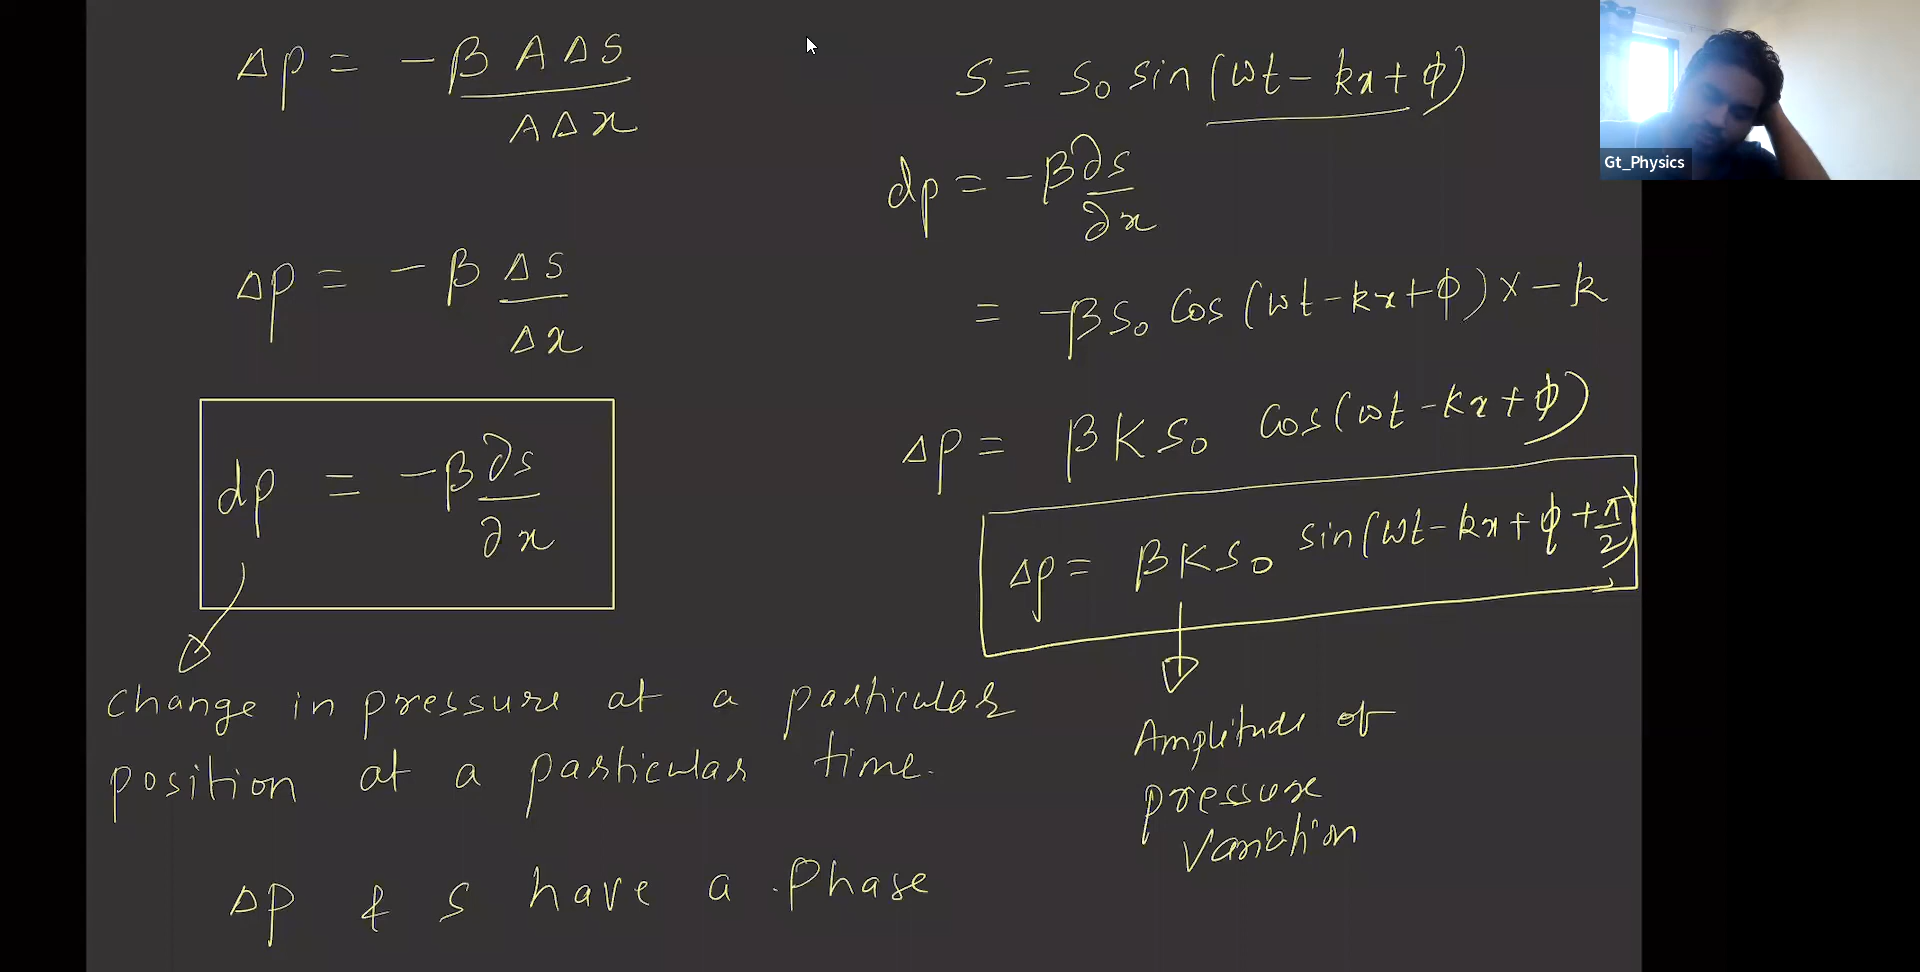 Δp = -β AΔs / AΔx
Δp = -β Δs / Δx
dp = -β ∂s / ∂x
change in pressure at a particular
position at a particular time.
Δp & s have a Phase
s = s₀ sin(ωt - kx + φ)
dp = -β ∂s / ∂x
= -β s₀ cos(ωt - kx + φ) × -k
Δp = β K s₀ cos(ωt - kx + φ)
Δp = β K s₀ sin(ωt - kx + φ + π/2)
Amplitude of
pressure
variation
Gt_Physics